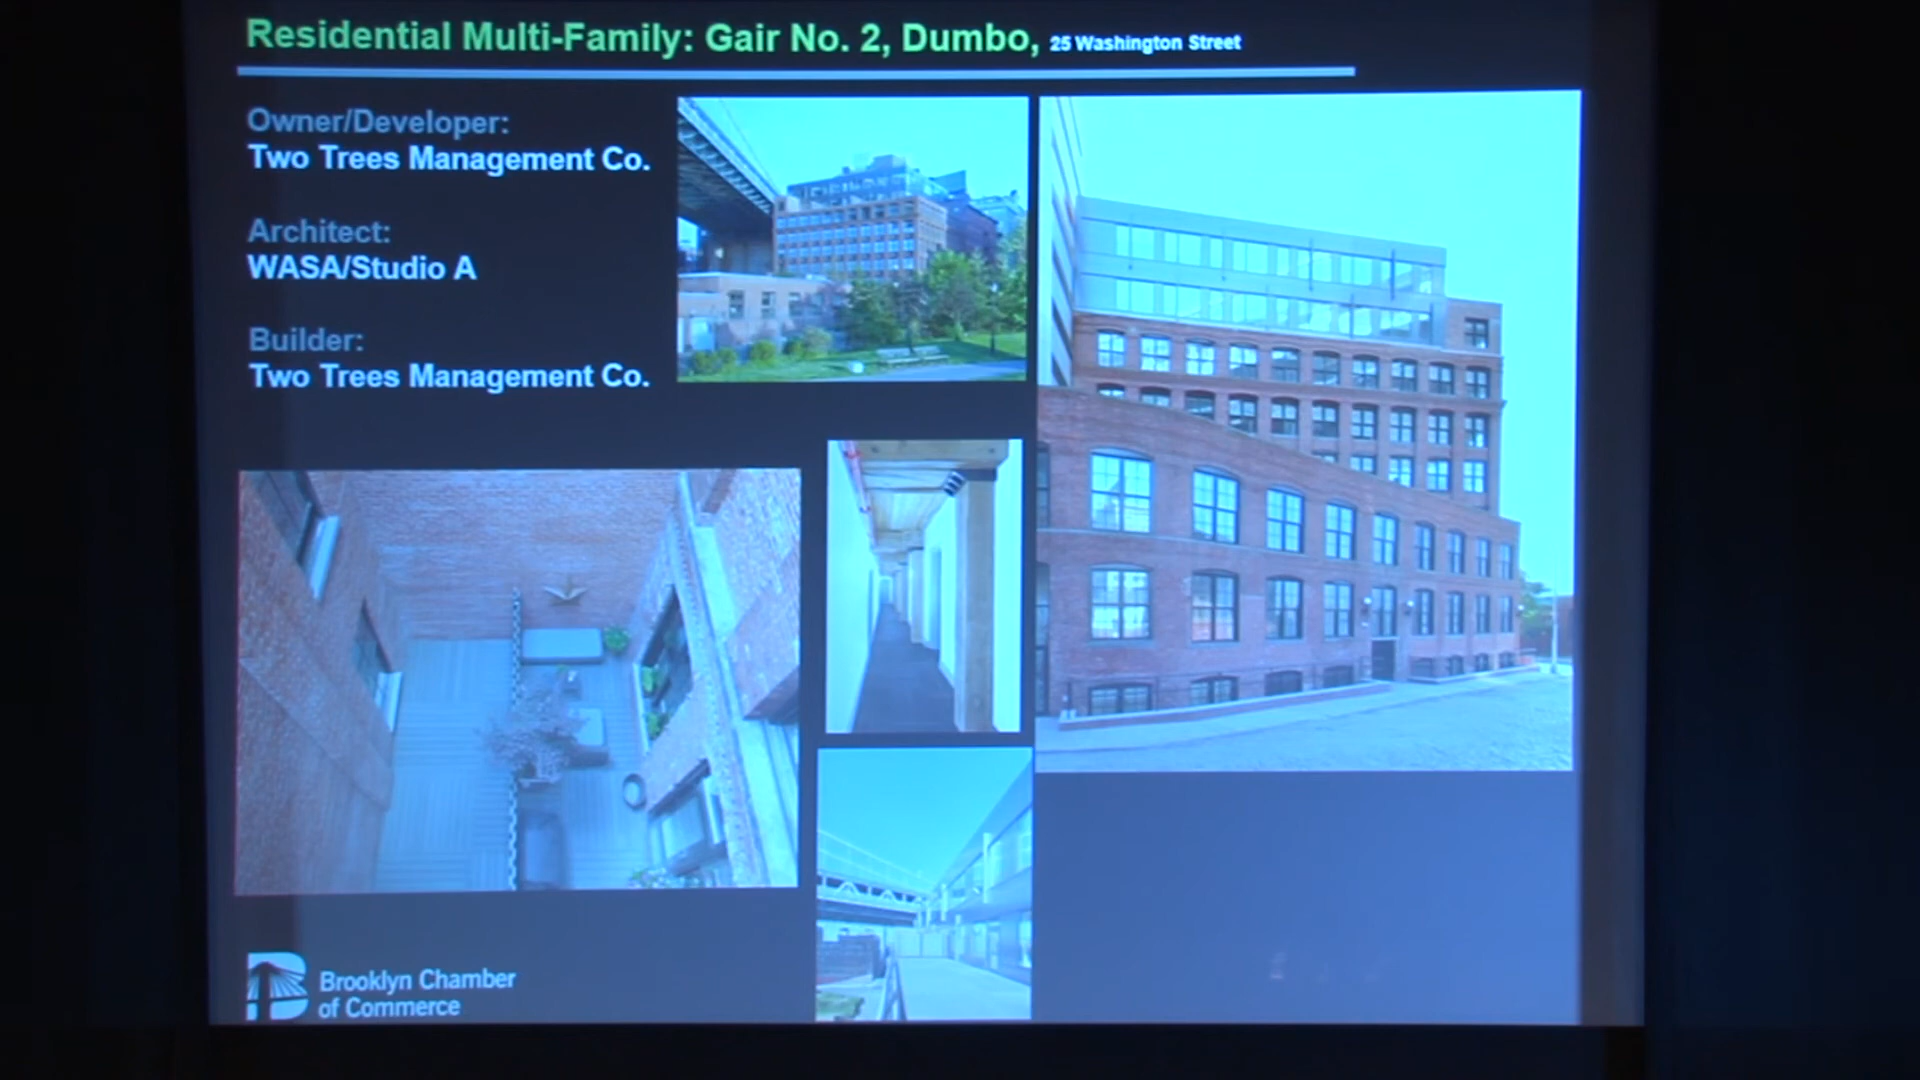 Residential Multi-Family: Gair No. 2, Dumbo, 25 Washington Street
Owner/Developer:
Two Trees Management Co.
Architect:
WASA/Studio A
Builder:
Two Trees Management Co.
Brooklyn Chamber
of Commerce